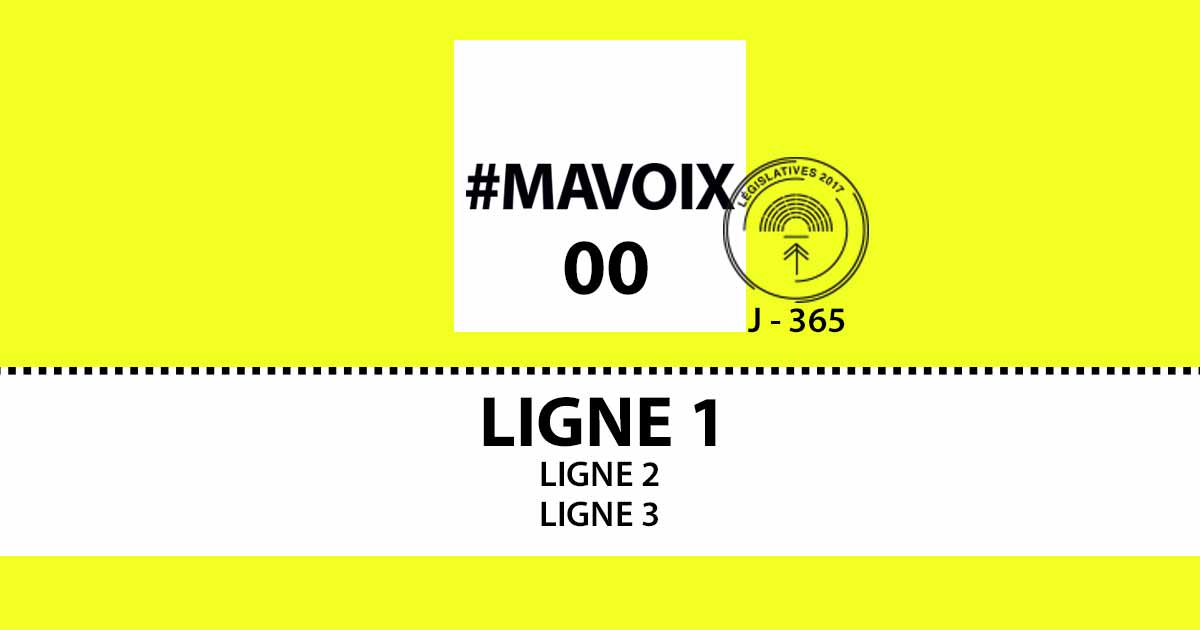 #MAVOIX
00
LÉGISLATIVES 2017
J - 365
LIGNE 1
LIGNE 2
LIGNE 3